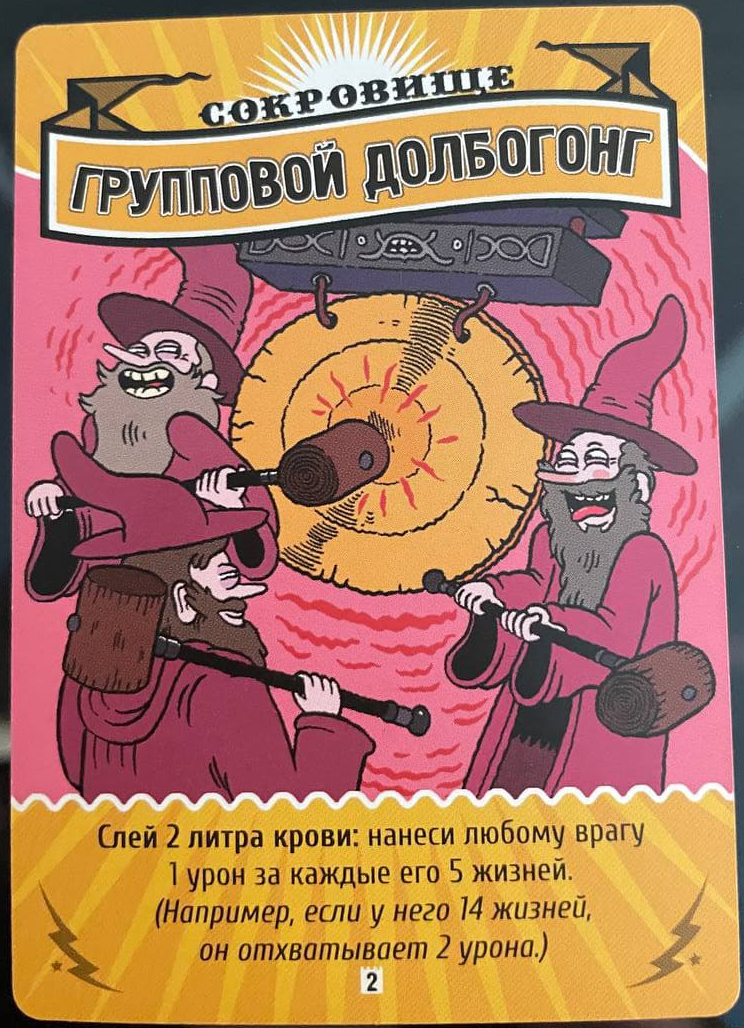 СОКРОВИЩЕ
ГРУППОВОЙ ДОЛБОГОНГ
Слей 2 литра крови: нанеси любому врагу
1 урон за каждые его 5 жизней.
(Например, если у него 14 жизней,
он отхватывает 2 урона.)
2